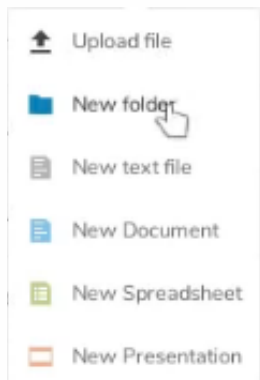 Upload file
New folder
New text file
New Document
New Spreadsheet
New Presentation